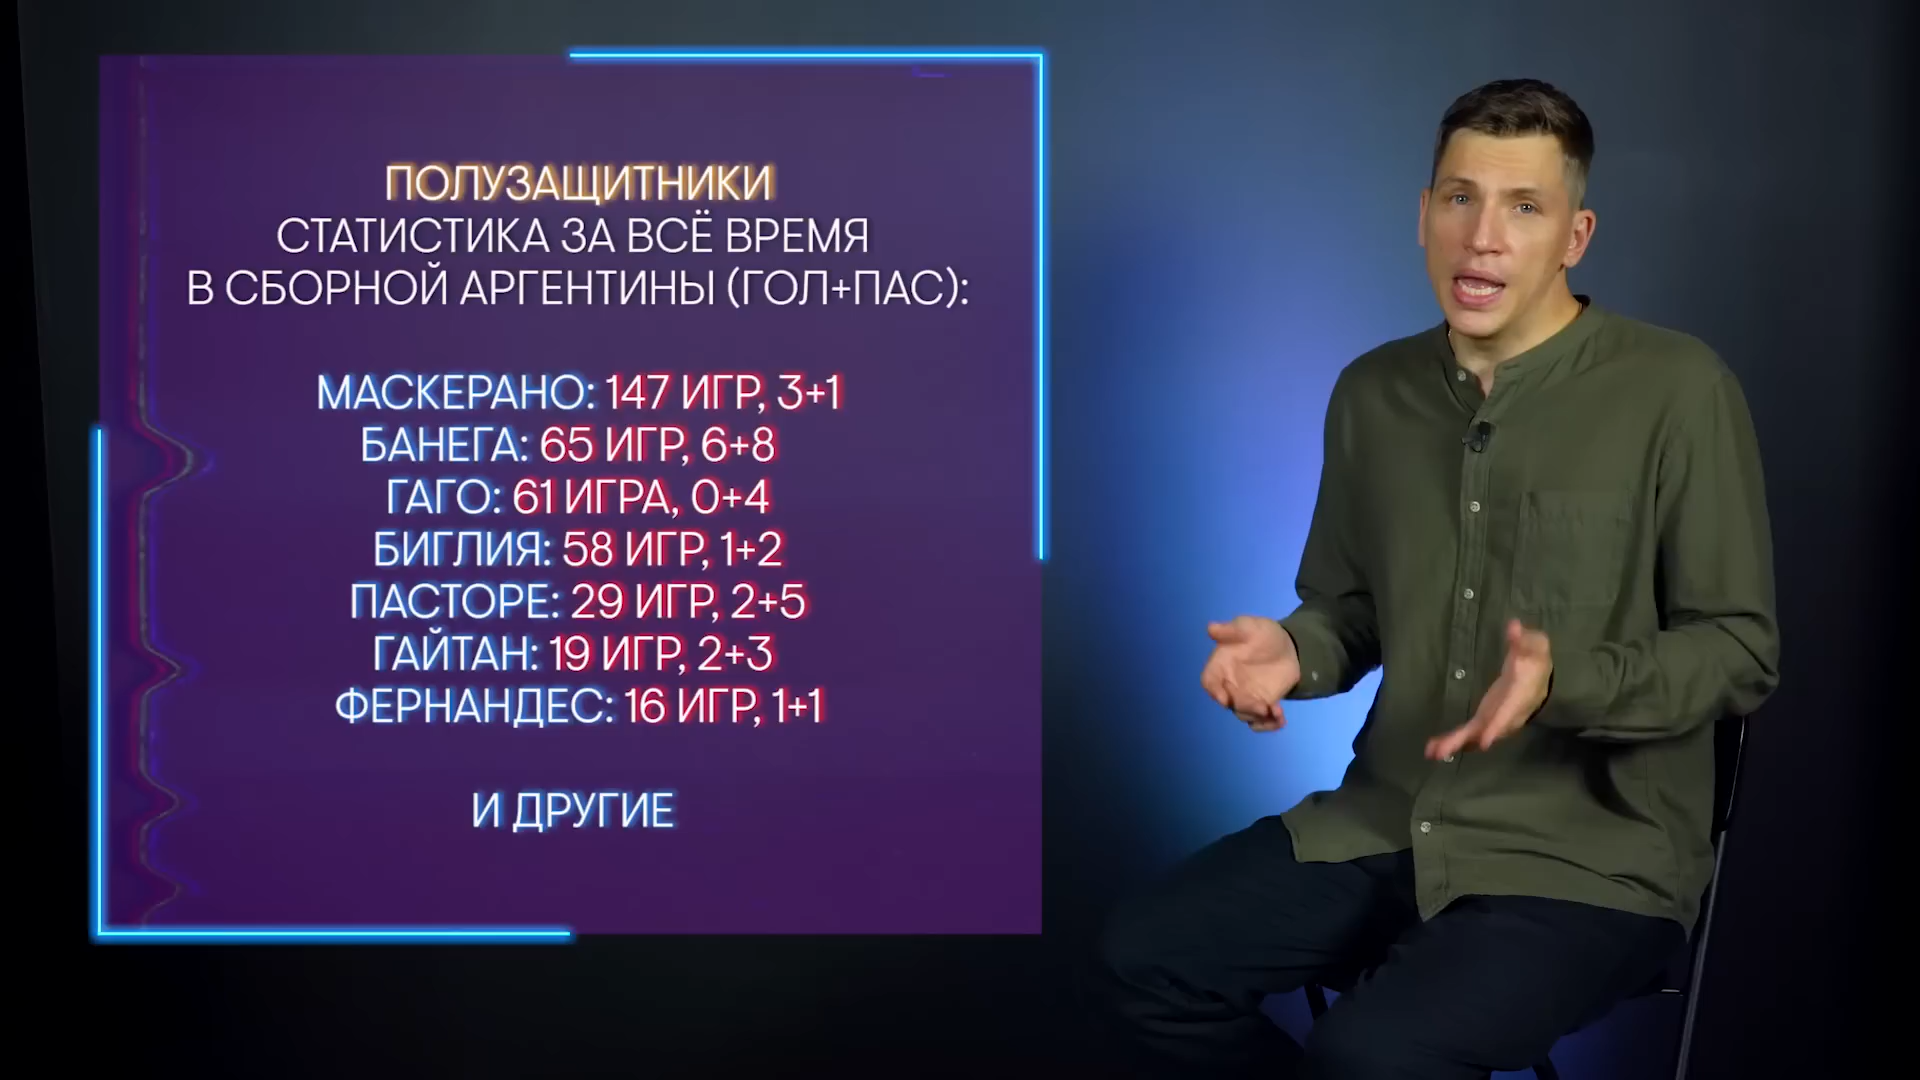 ПОЛУЗАЩИТНИКИ
СТАТИСТИКА ЗА ВСЁ ВРЕМЯ
В СБОРНОЙ АРГЕНТИНЫ (ГОЛ+ПАС):
МАСКЕРАНО: 147 ИГР, 3+1
БАНЕГА: 65 ИГР, 6+8
ГАГО: 61 ИГРА, 0+4
БИГЛИЯ: 58 ИГР, 1+2
ПАСТОРЕ: 29 ИГР, 2+5
ГАЙТАН: 19 ИГР, 2+3
ФЕРНАНДЕС: 16 ИГР, 1+1
И ДРУГИЕ